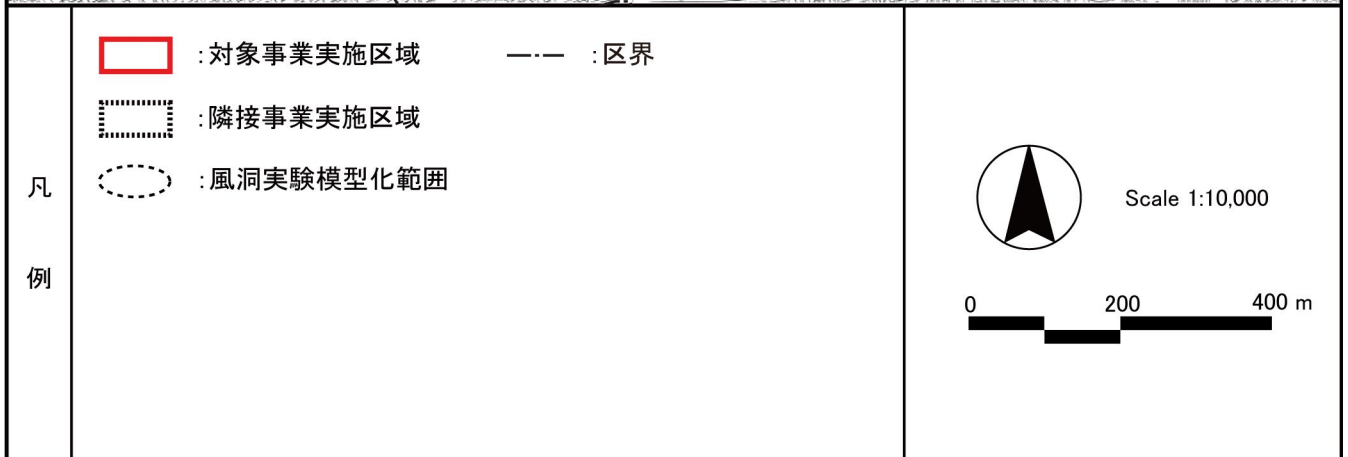 凡例
:対象事業実施区域
:区界
:隣接事業実施区域
:風洞実験模型化範囲
Scale 1:10,000
0 200 400 m